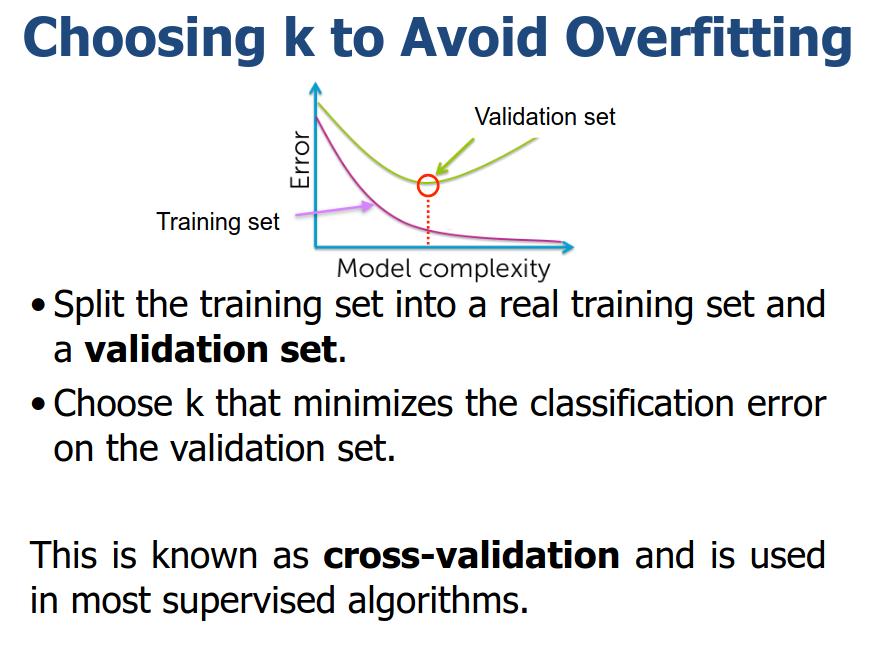 Choosing k to Avoid Overfitting
Validation set
Error
Training set
Model complexity
• Split the training set into a real training set and
a validation set.
• Choose k that minimizes the classification error
on the validation set.
This is known as cross-validation and is used
in most supervised algorithms.